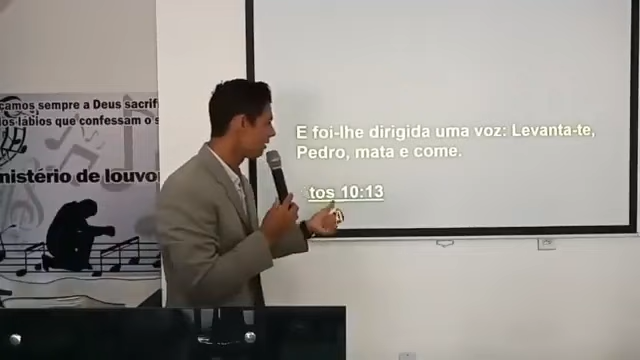 camos sempre a Deus sacrif
os lábios que confessam o s
nistério de louvo
E foi-lhe dirigida uma voz: Levanta-te,
Pedro, mata e come.
tos 10:13